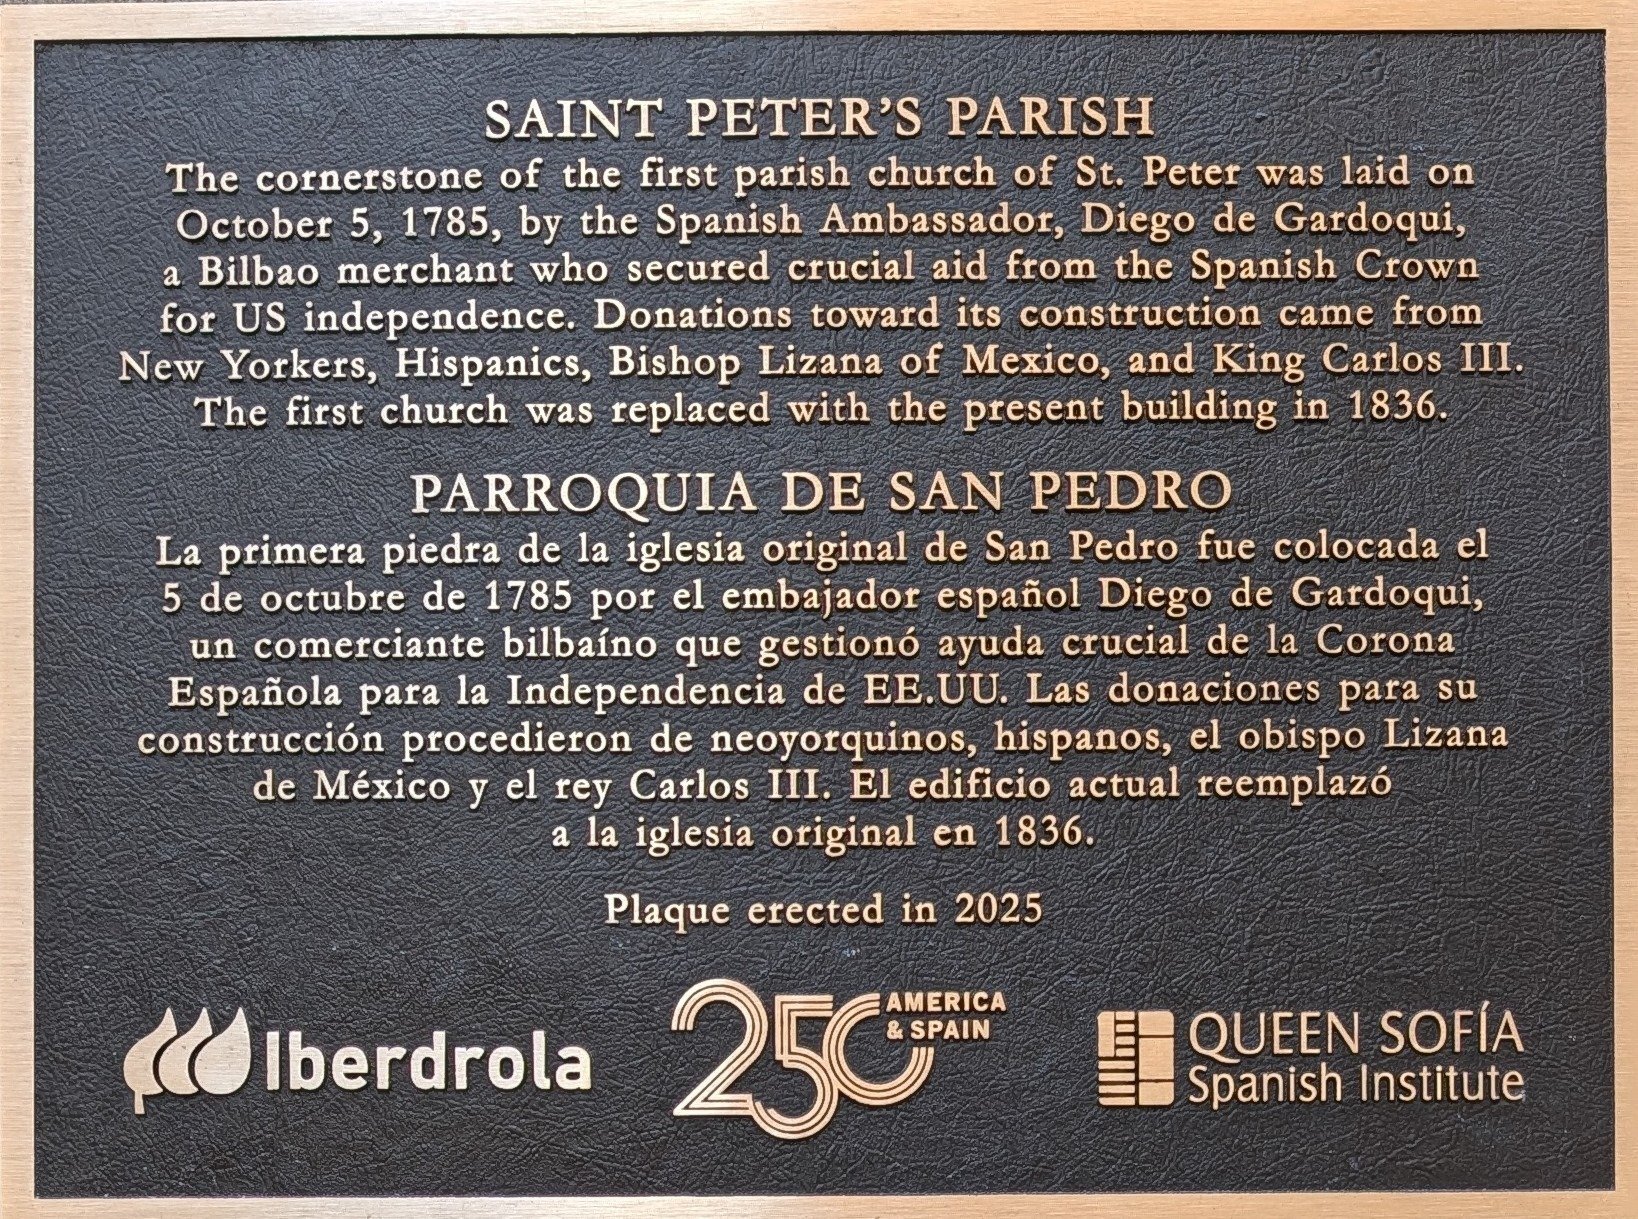 SAINT PETER'S PARISH
The cornerstone of the first parish church of St. Peter was laid on
October 5, 1785, by the Spanish Ambassador, Diego de Gardoqui,
a Bilbao merchant who secured crucial aid from the Spanish Crown
for US independence. Donations toward its construction came from
New Yorkers, Hispanics, Bishop Lizana of Mexico, and King Carlos III.
The first church was replaced with the present building in 1836.
PARROQUIA DE SAN PEDRO
La primera piedra de la iglesia original de San Pedro fue colocada el
5 de octubre de 1785 por el embajador español Diego de Gardoqui,
un comerciante bilbaíno que gestionó ayuda crucial de la Corona
Española para la Independencia de EE.UU. Las donaciones para su
construcción procedieron de neoyorquinos, hispanos, el obispo Lizana
de México y el rey Carlos III. El edificio actual reemplazó
a la iglesia original en 1836.
Plaque erected in 2025
Iberdrola
250 AMERICA
& SPAIN
QUEEN SOFÍA
Spanish Institute